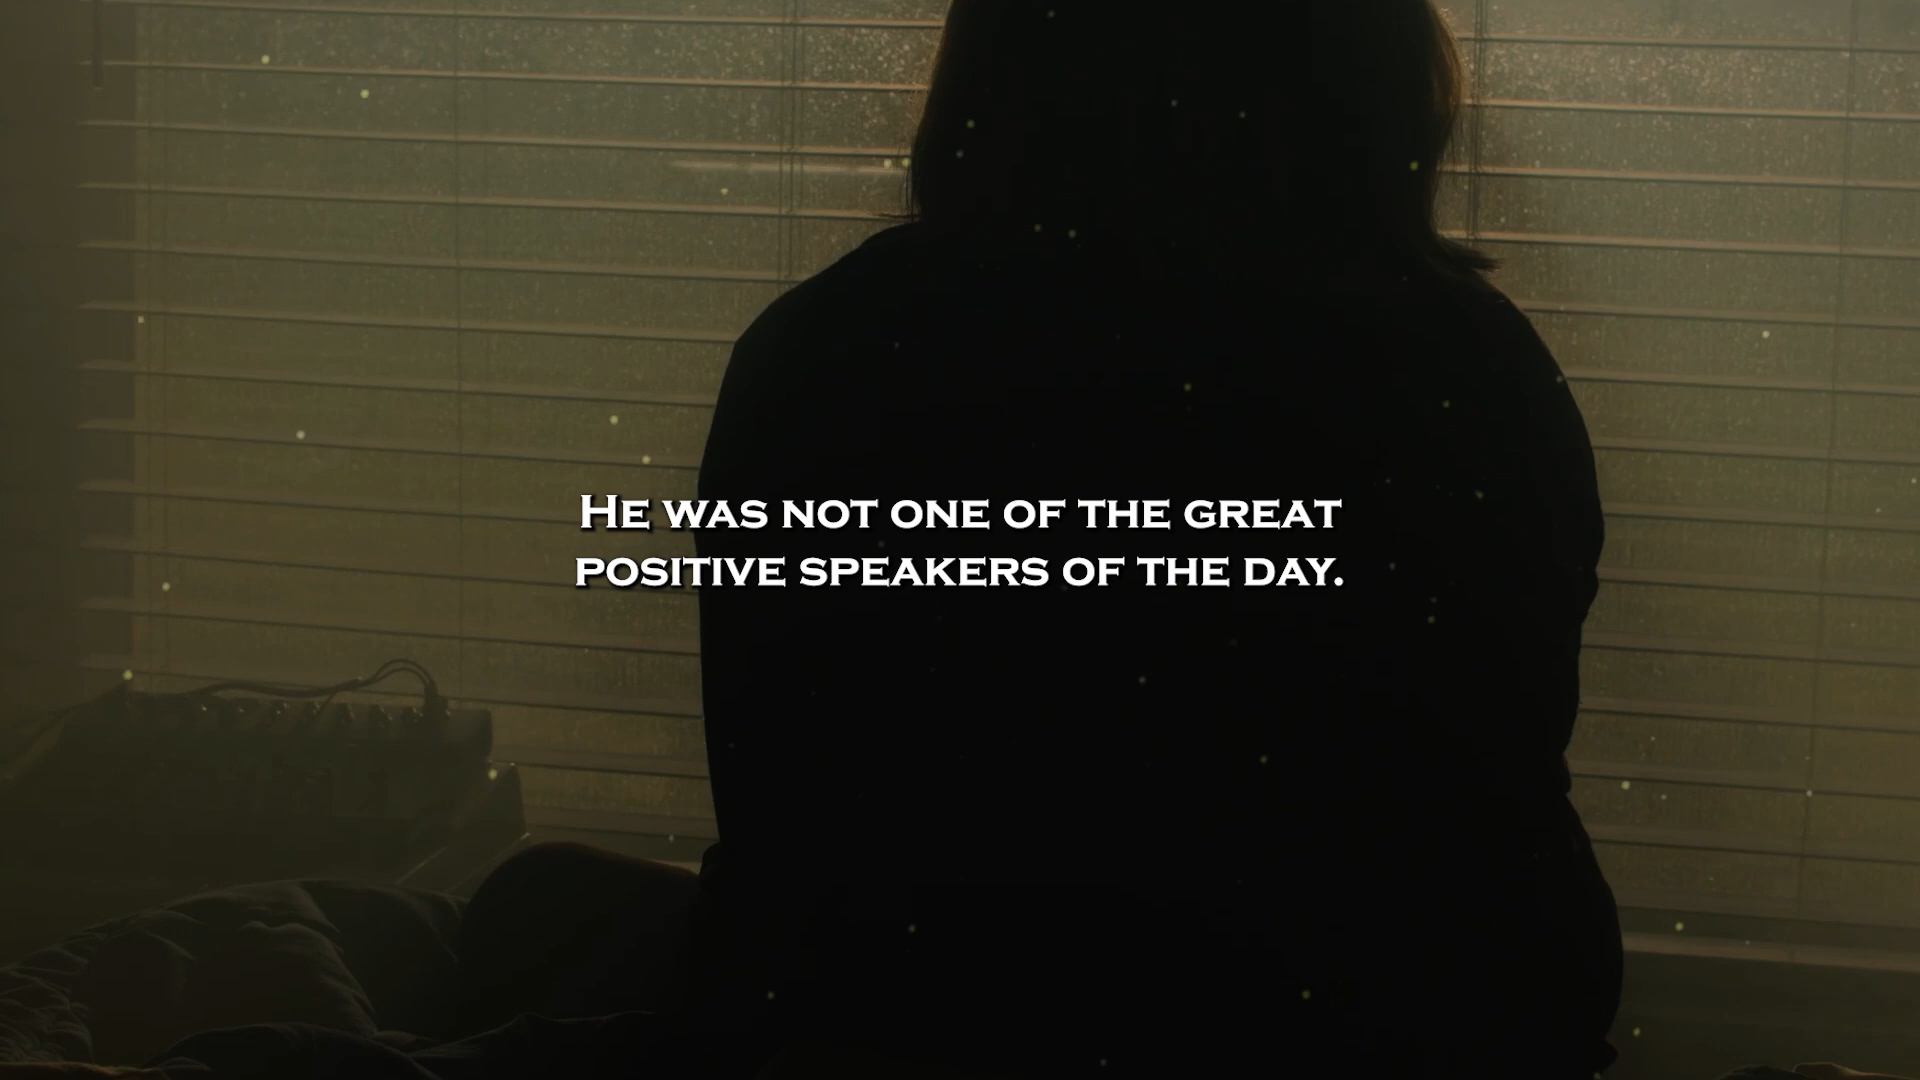 He was not one of the great
positive speakers of the day.